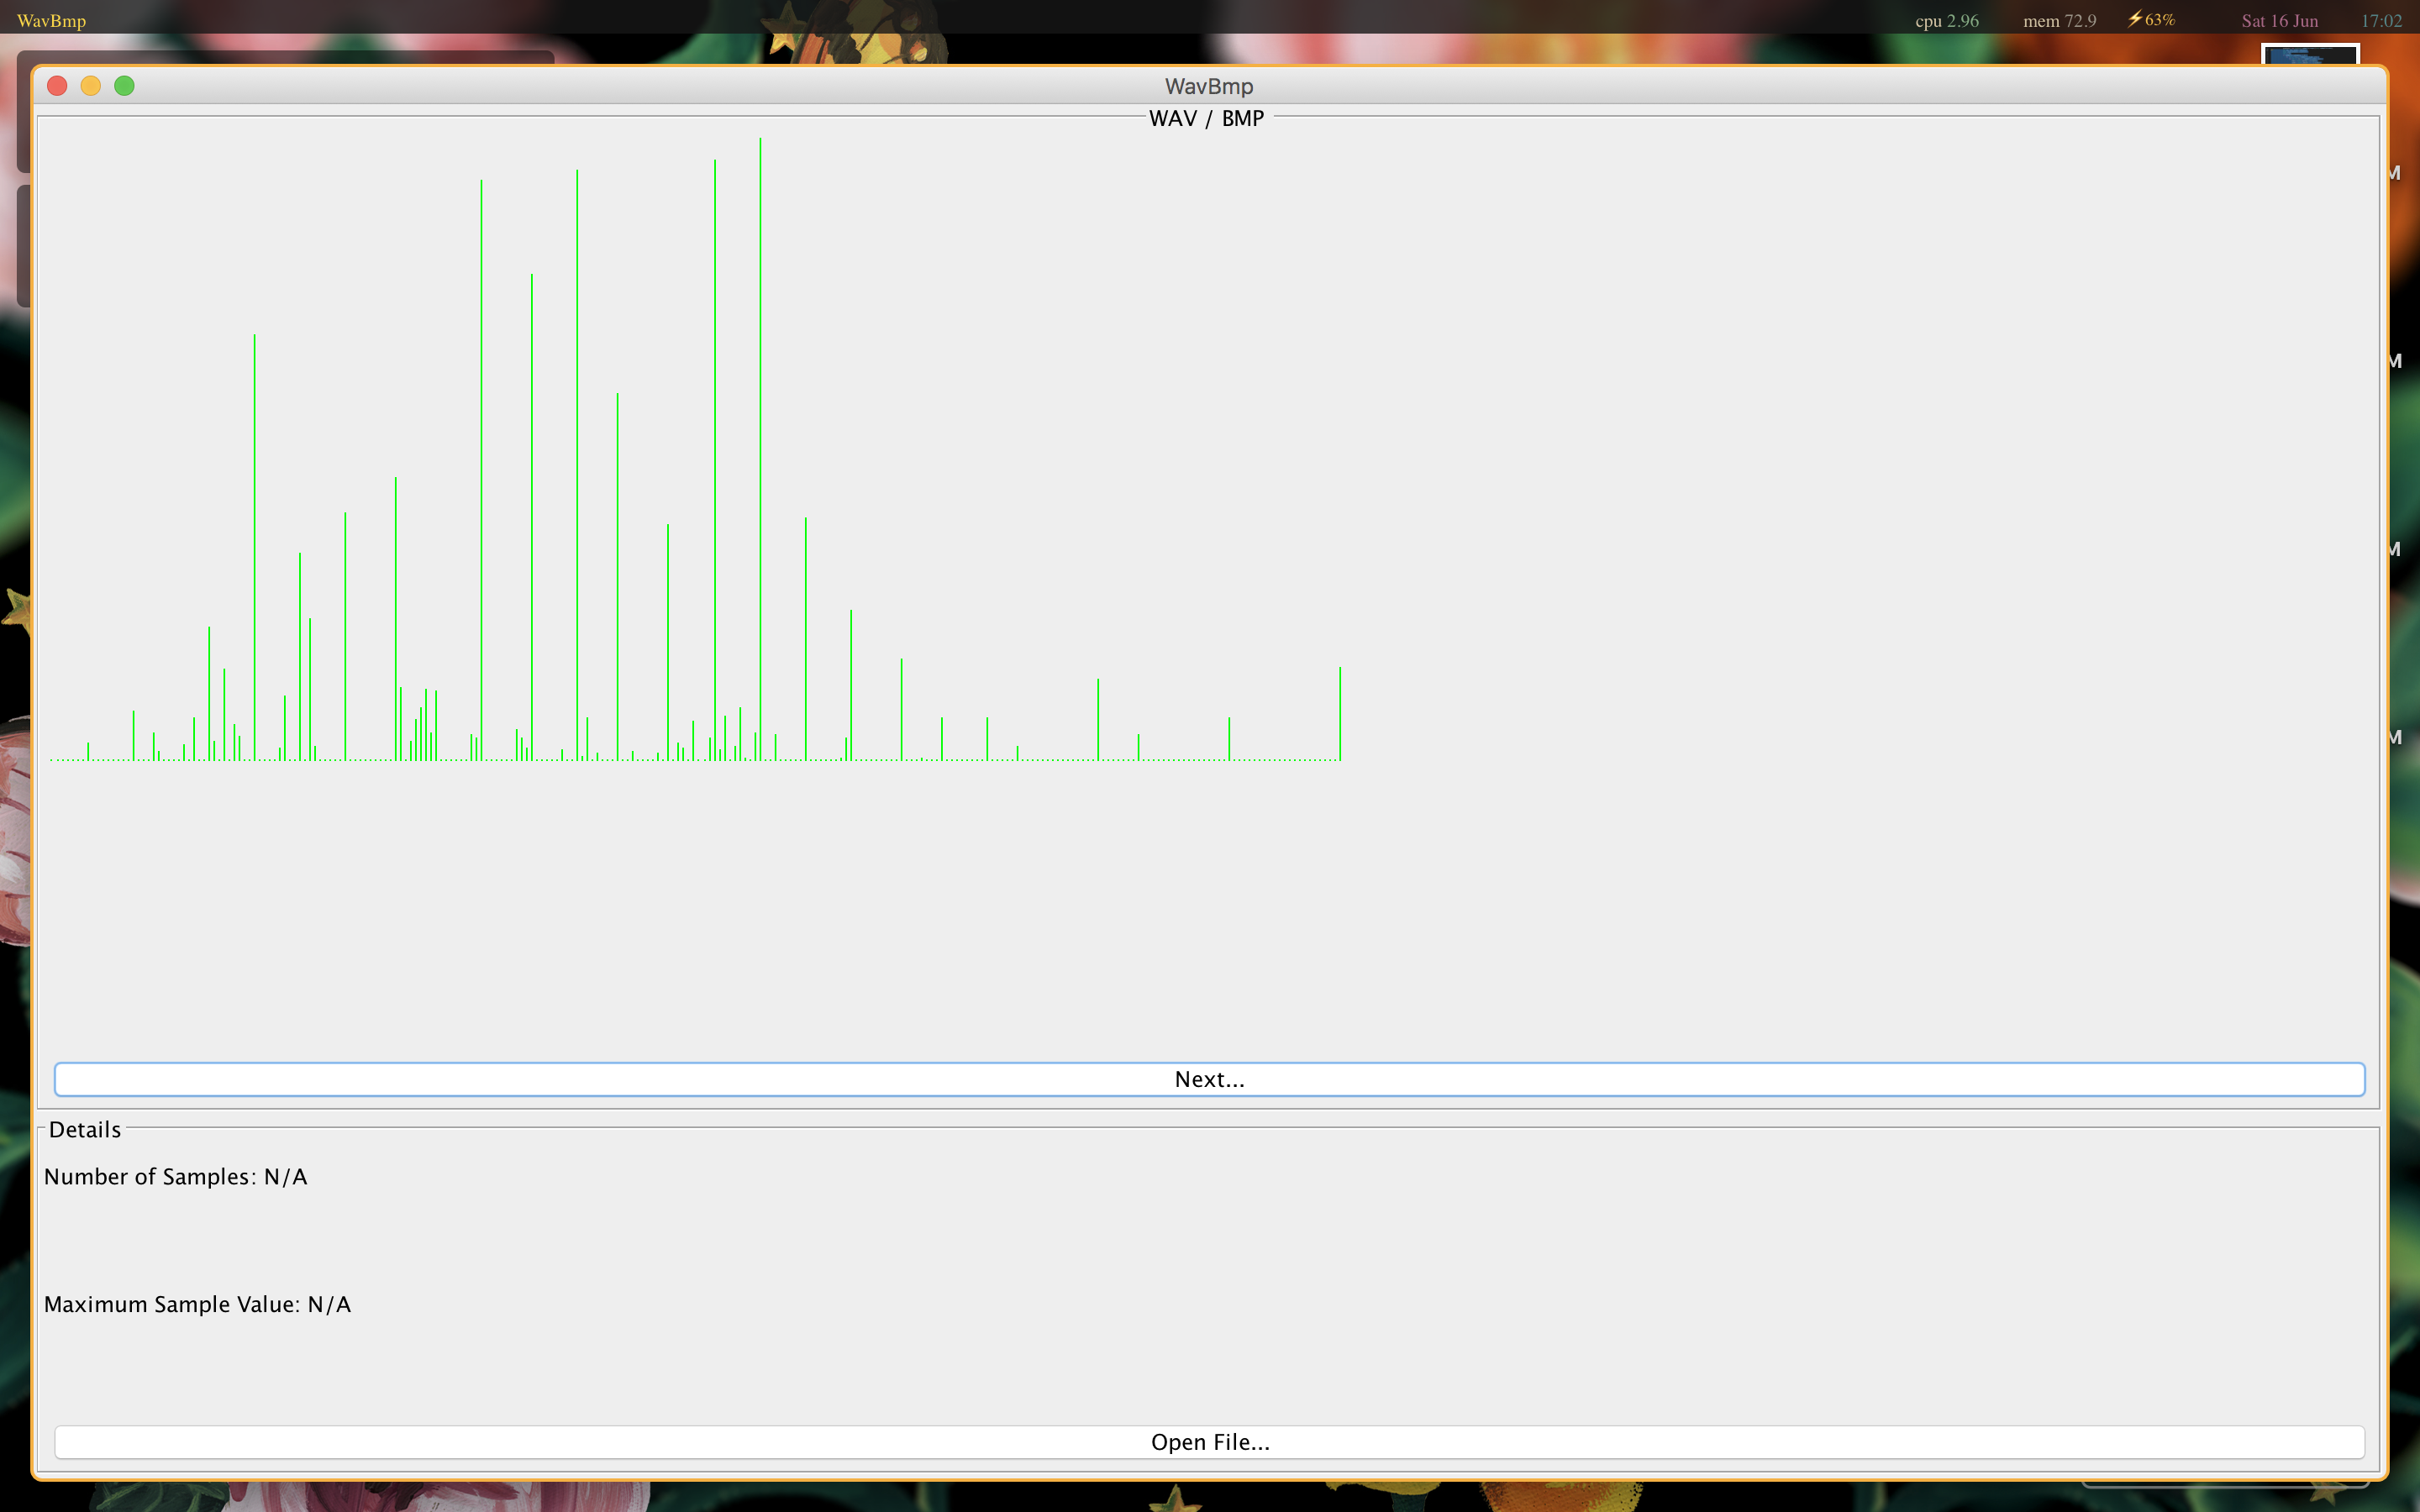 WavBmp cpu 2.96 mem 72.9 ⚡63% Sat 16 Jun 17:02
WavBmp
WAV / BMP
M
M
M
M
Next...
Details
Number of Samples: N/A
Maximum Sample Value: N/A
Open File...